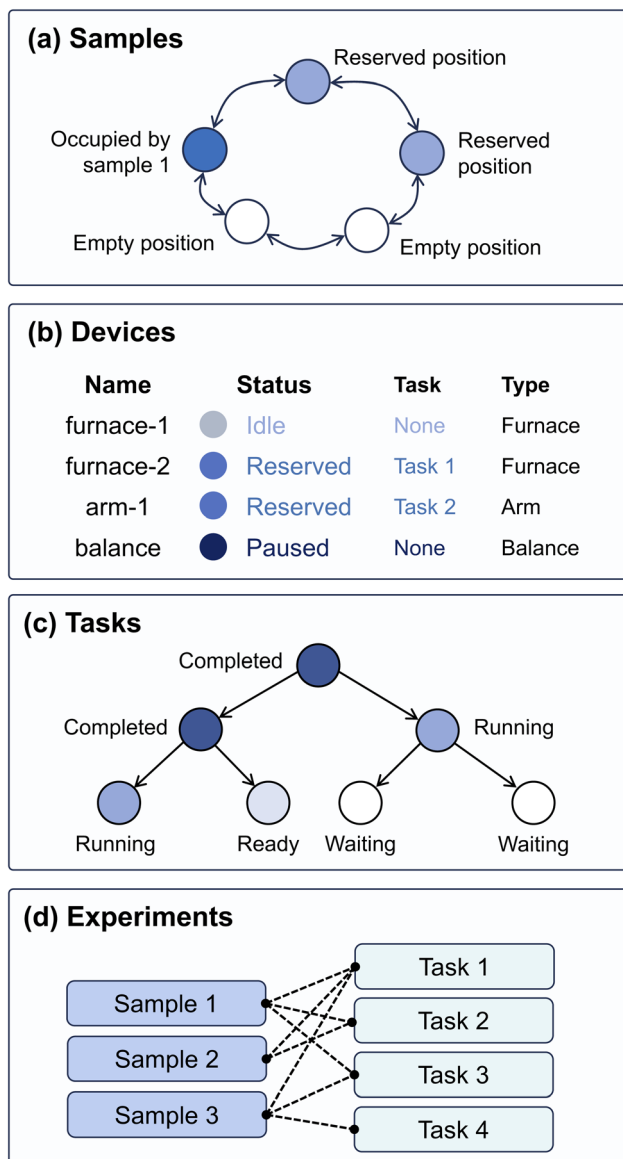 (a) Samples
Reserved position
Occupied by
sample 1
Reserved
position
Empty position
Empty position
(b) Devices
Name Status Task Type
furnace-1 Idle None Furnace
furnace-2 Reserved Task 1 Furnace
arm-1 Reserved Task 2 Arm
balance Paused None Balance
(c) Tasks
Completed
Completed Running
Running Ready Waiting Waiting
(d) Experiments
Sample 1
Sample 2
Sample 3
Task 1
Task 2
Task 3
Task 4